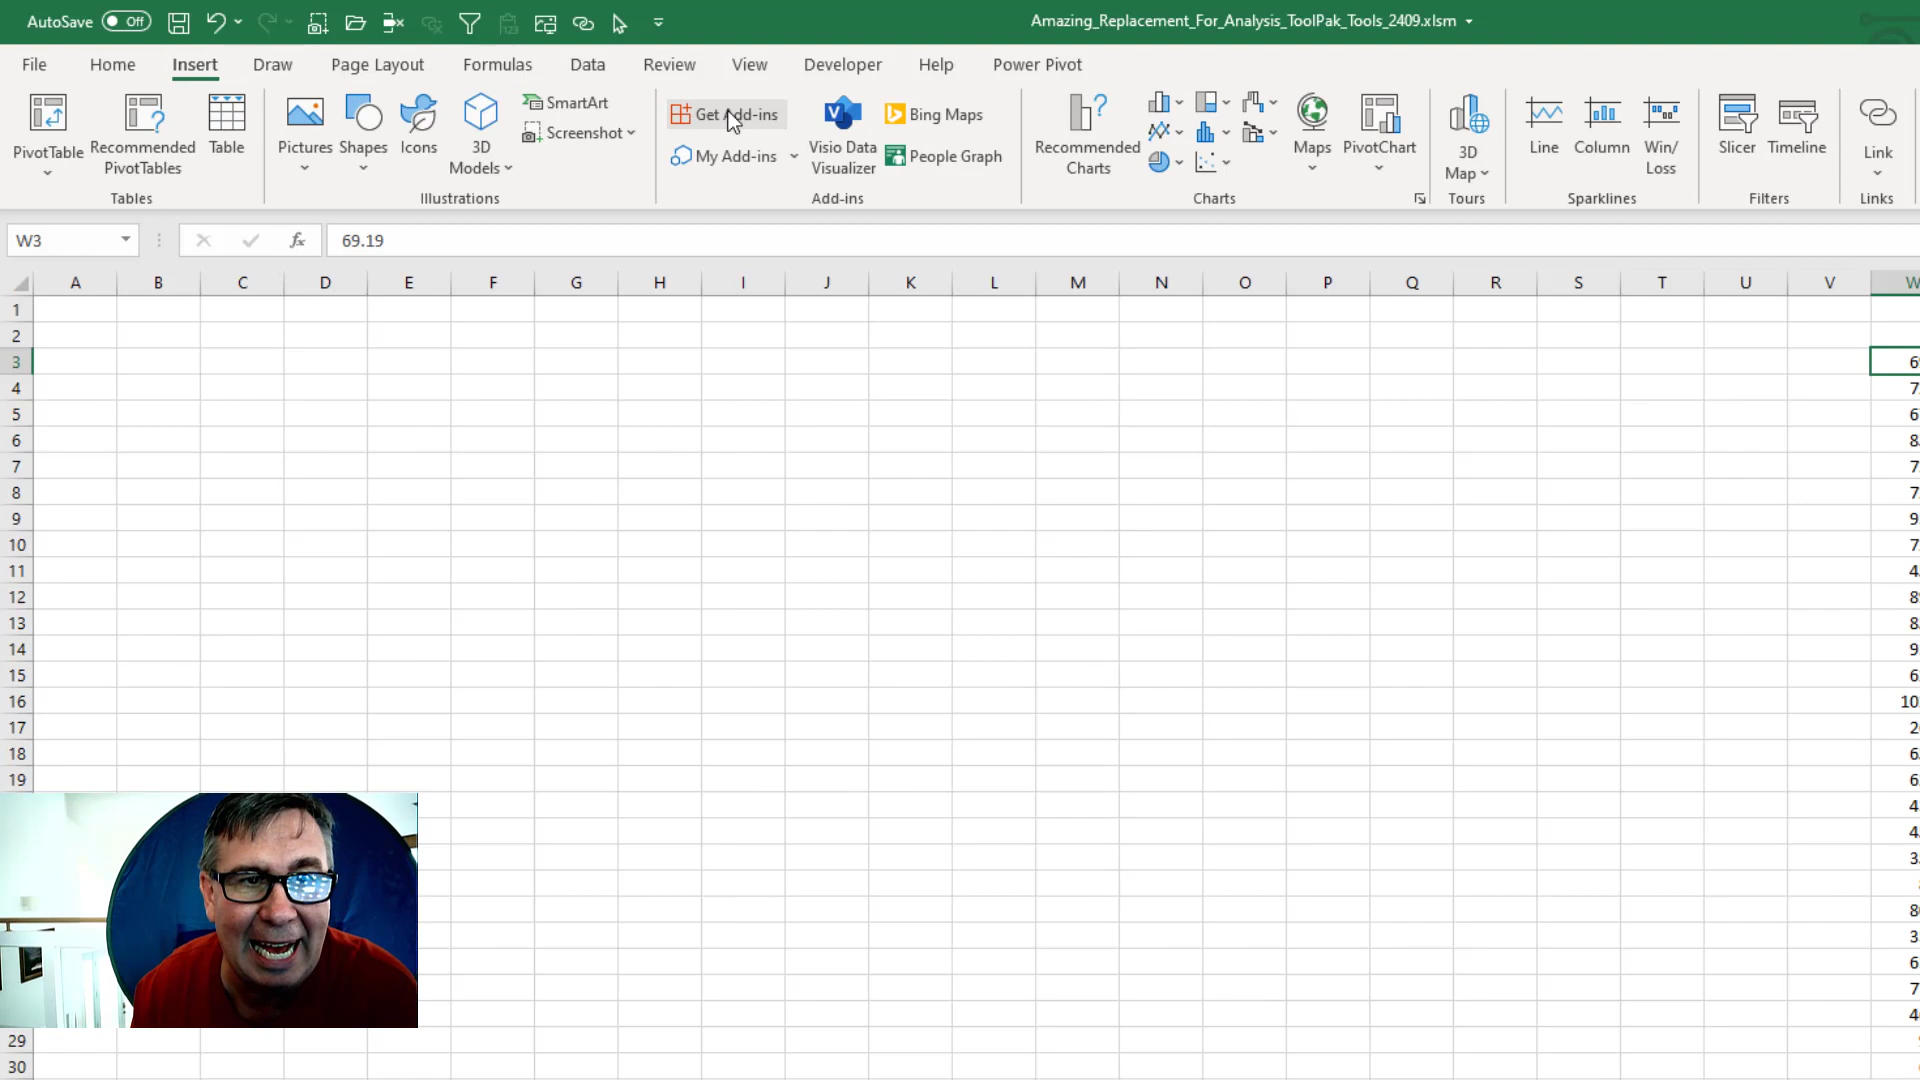 AutoSave Off Amazing_Replacement_For_Analysis_ToolPak_Tools_2409.xlsm
File Home Insert Draw Page Layout Formulas Data Review View Developer Help Power Pivot
PivotTable
Recommended
PivotTables
Table
Tables
Pictures
Shapes
Icons
3D
Models
SmartArt
Screenshot
Illustrations
Get Add-ins
My Add-ins
Visio Data
Visualizer
Bing Maps
People Graph
Add-ins
Recommended
Charts
Maps
PivotChart
Charts
3D
Map
Tours
Line
Column
Win/
Loss
Sparklines
Slicer
Timeline
Filters
Link
Links
W3 fx 69.19
A B C D E F G H I J K L M N O P Q R S T U V W
1
2
3
4
5
6
7
8
9
10
11
12
13
14
15
16
17
18
19
29
30